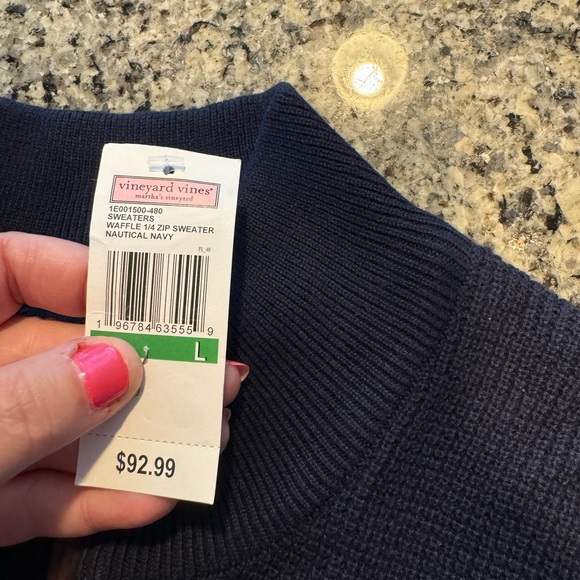 vineyard vines®
martha's vineyard
1E001500-480
SWEATERS
WAFFLE 1/4 ZIP SWEATER
NAUTICAL NAVY
FL_48
1 96784 63555 9
L
$92.99